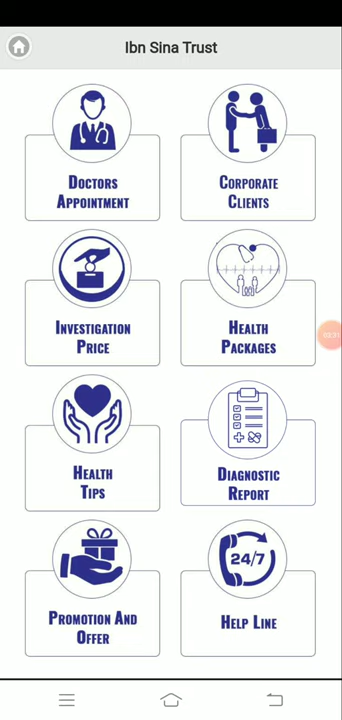 Ibn Sina Trust
Doctors
Appointment
Corporate
Clients
Investigation
Price
Health
Packages
Health
Tips
Diagnostic
Report
Promotion And
Offer
24/7
Help Line